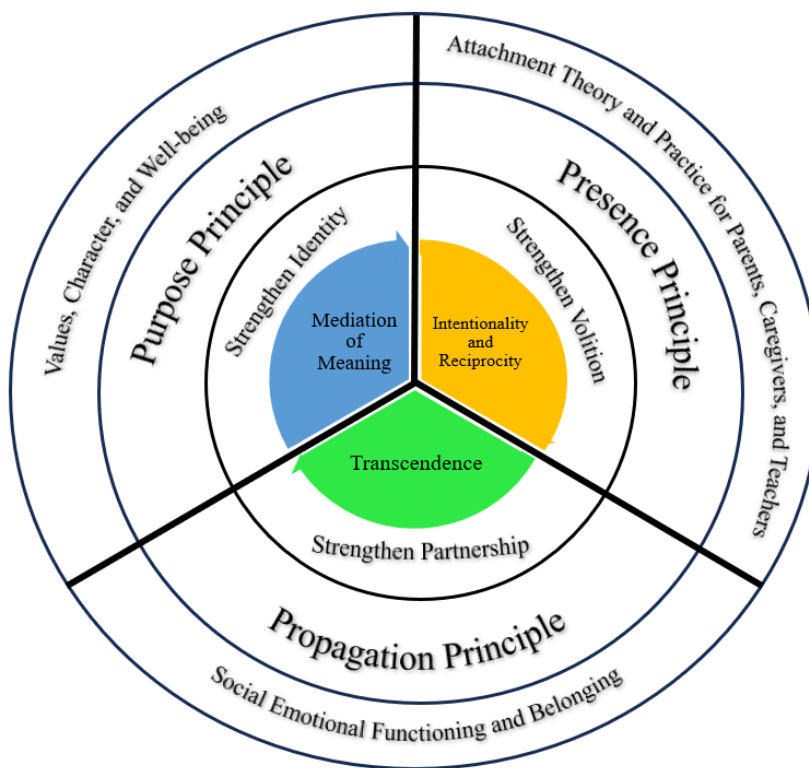 Attachment Theory and Practice for Parents, Caregivers, and Teachers
Values, Character, and Well-being
Purpose Principle
Presence Principle
Strengthen Identity
Strengthen Volition
Mediation
of
Meaning
Intentionality
and
Reciprocity
Transcendence
Strengthen Partnership
Propagation Principle
Social Emotional Functioning and Belonging